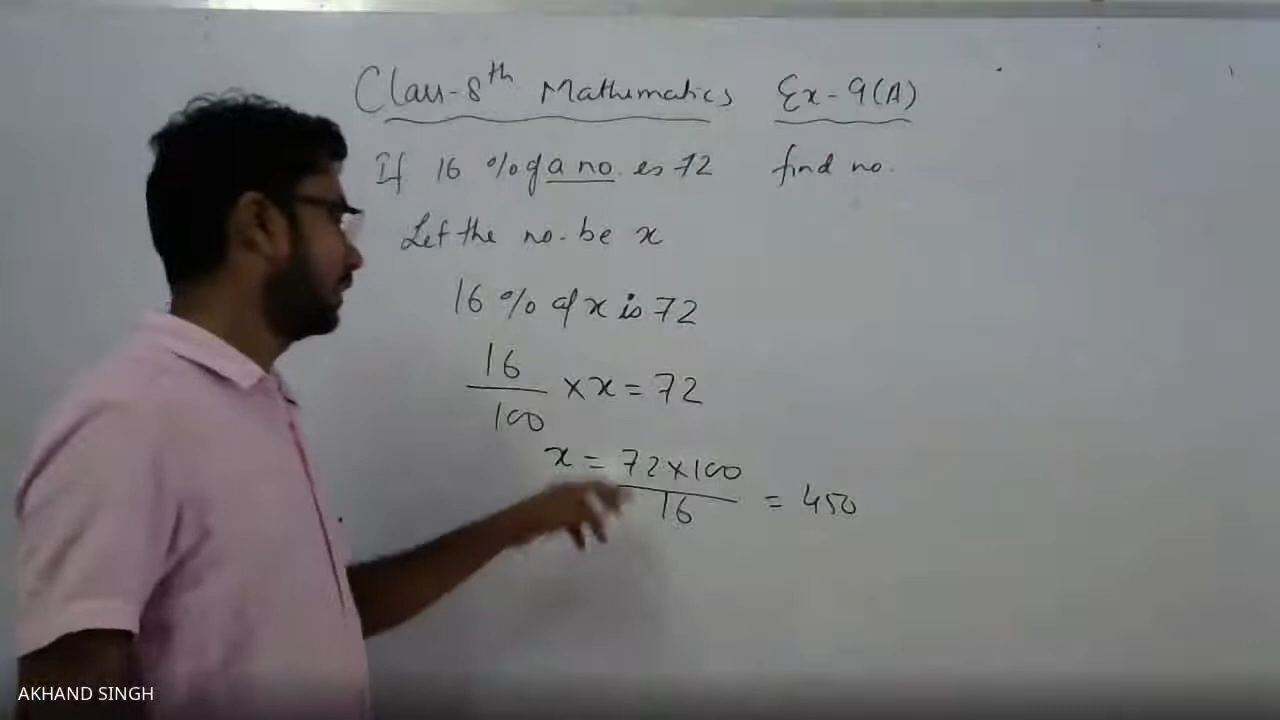 Class-8th Mathematics Ex-9(A)
If 16 % of a no. is 72 find no.
Let the no. be x
16 % of x is 72
16/100 × x = 72
x = 72×100/16 = 450
AKHAND SINGH